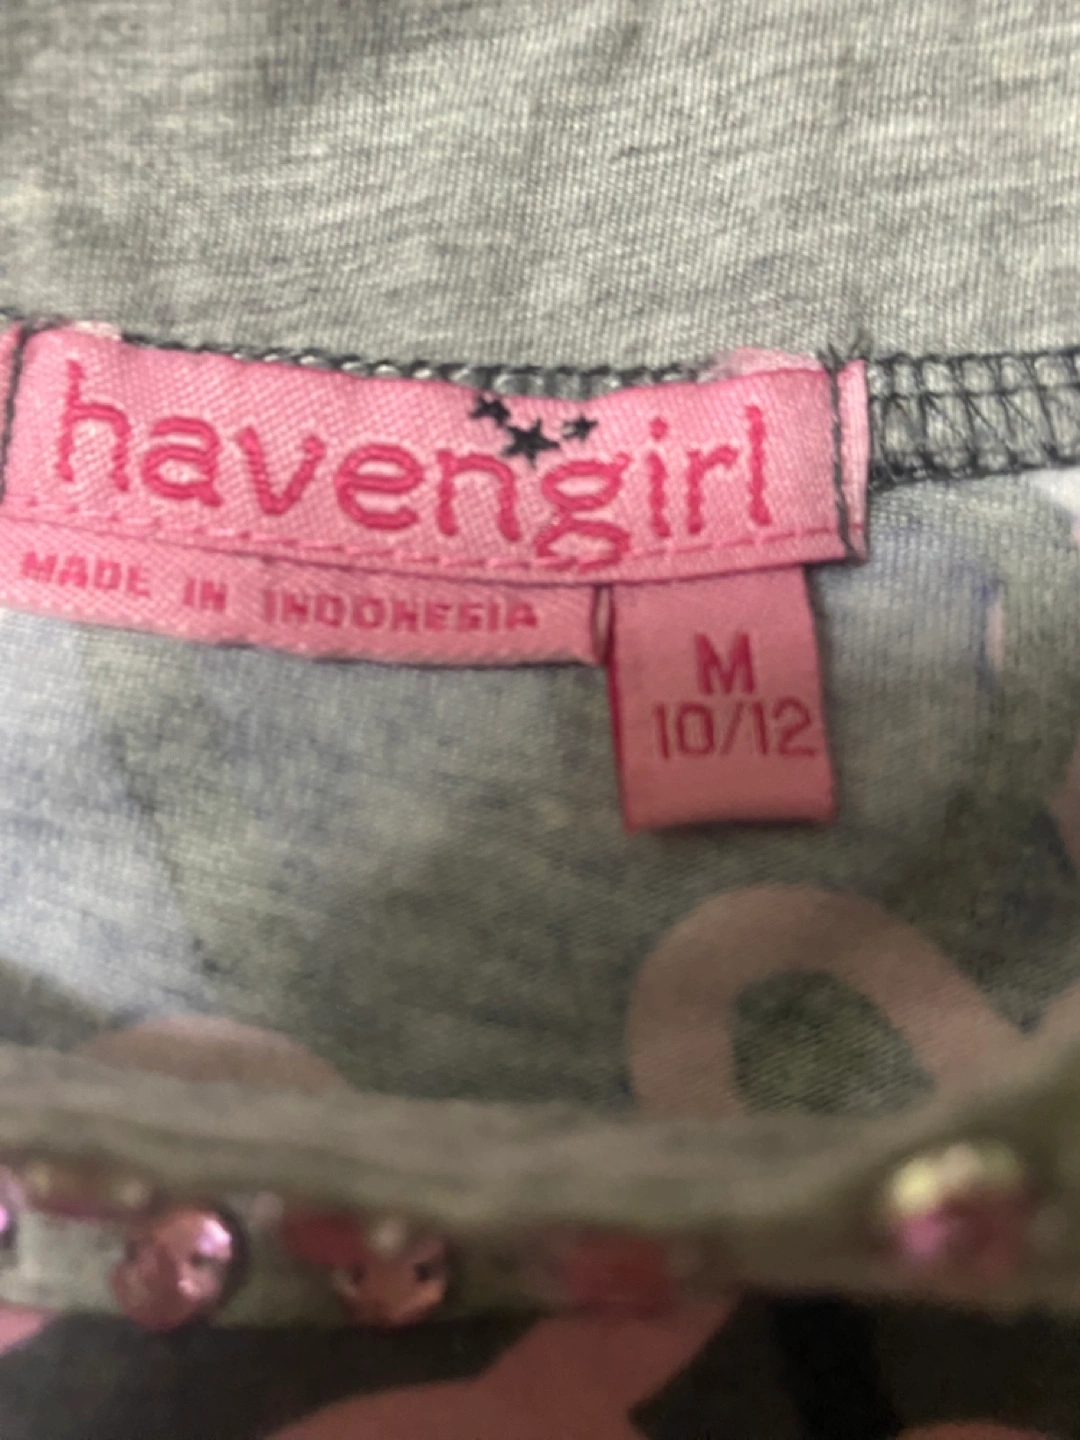 havengirl
MADE IN INDONESIA
M
10/12